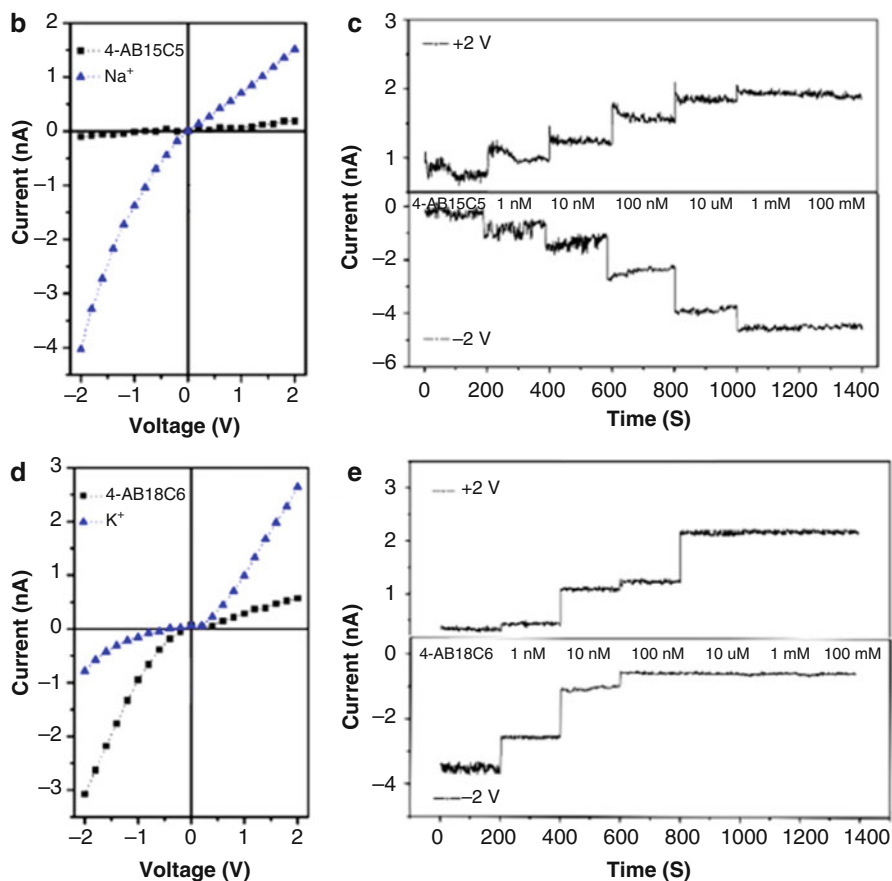 b
2
1
0
−1
−2
−3
−4
Current (nA)
4-AB15C5
Na⁺
−2 −1 0 1 2
Voltage (V)
c
+2 V
2
1
4-AB15C5 1 nM 10 nM 100 nM 10 uM 1 mM 100 mM
0
−2
−4
−6
Current (nA)
−2 V
0 200 400 600 800 1000 1200 1400
Time (S)
d
3
2
1
0
−1
−2
−3
Current (nA)
4-AB18C6
K⁺
−2 −1 0 1 2
Voltage (V)
e
+2 V
3
2
1
4-AB18C6 1 nM 10 nM 100 nM 10 uM 1 mM 100 mM
0
−2
−4
Current (nA)
−2 V
0 200 400 600 800 1000 1200 1400
Time (S)